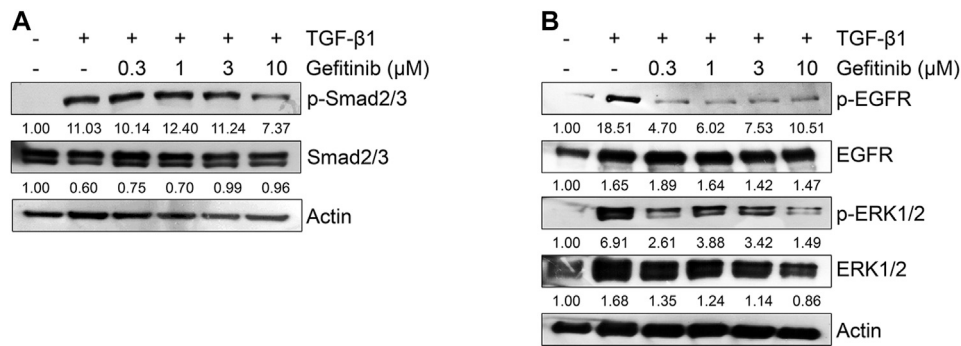 A
- + + + + + TGF-β1
- - 0.3 1 3 10 Gefitinib (µM)
p-Smad2/3
1.00 11.03 10.14 12.40 11.24 7.37
Smad2/3
1.00 0.60 0.75 0.70 0.99 0.96
Actin
B
- + + + + + TGF-β1
- - 0.3 1 3 10 Gefitinib (µM)
p-EGFR
1.00 18.51 4.70 6.02 7.53 10.51
EGFR
1.00 1.65 1.89 1.64 1.42 1.47
p-ERK1/2
1.00 6.91 2.61 3.88 3.42 1.49
ERK1/2
1.00 1.68 1.35 1.24 1.14 0.86
Actin